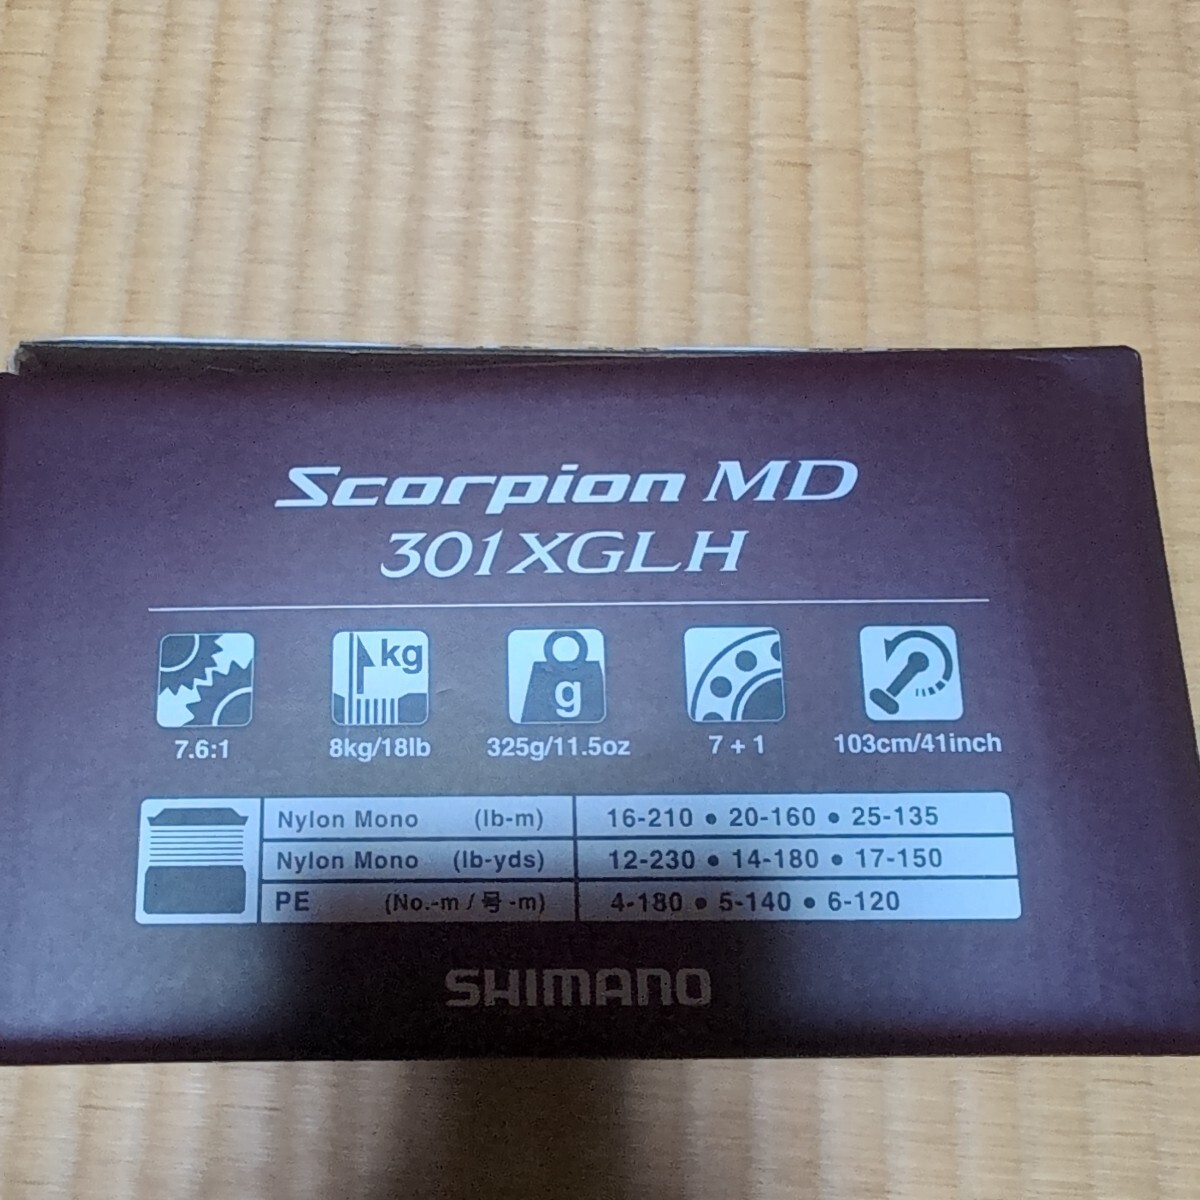 Scorpion MD
301XGLH
kg
g
7.6:1 8kg/18lb 325g/11.5oz 7 + 1 103cm/41inch
Nylon Mono (lb-m) 16-210 • 20-160 • 25-135
Nylon Mono (lb-yds) 12-230 • 14-180 • 17-150
PE (No.-m / 号 -m) 4-180 • 5-140 • 6-120
SHIMANO